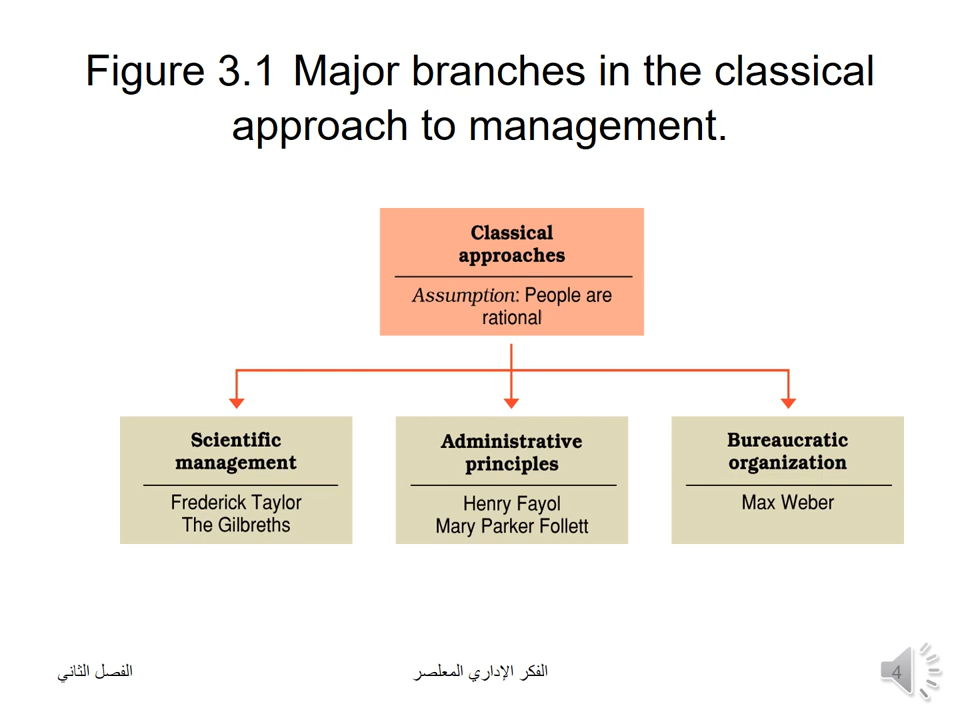 Figure 3.1 Major branches in the classical
approach to management.
Classical
approaches
Assumption: People are
rational
Scientific
management
Frederick Taylor
The Gilbreths
Administrative
principles
Henry Fayol
Mary Parker Follett
Bureaucratic
organization
Max Weber
الفصل الثاني
الفكر الإداري المعلصر
4